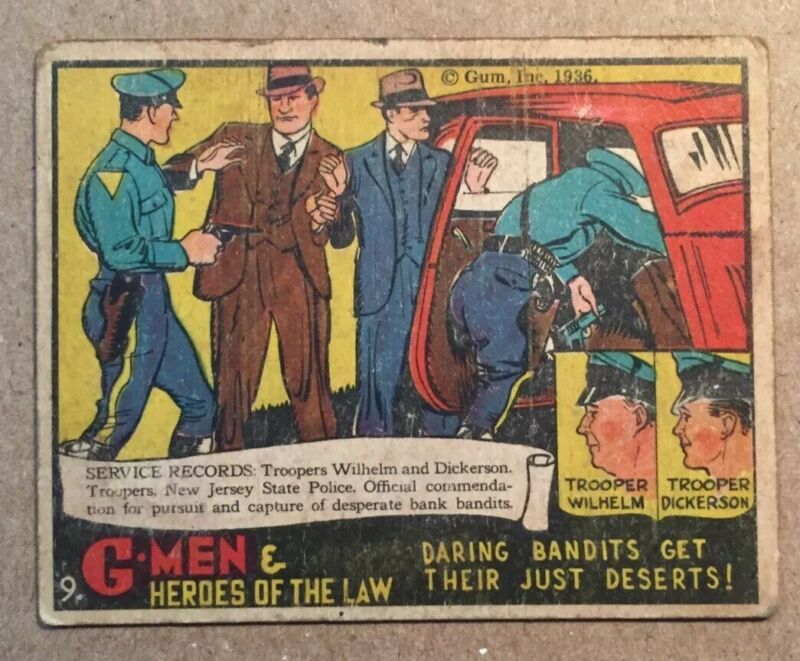 © Gum, Inc. 1936.
SERVICE RECORDS: Troopers Wilhelm and Dickerson.
Troopers, New Jersey State Police. Official commenda-
tion for pursuit and capture of desperate bank bandits.
TROOPER
WILHELM
TROOPER
DICKERSON
9. G-MEN &
HEROES OF THE LAW
DARING BANDITS GET
THEIR JUST DESERTS!